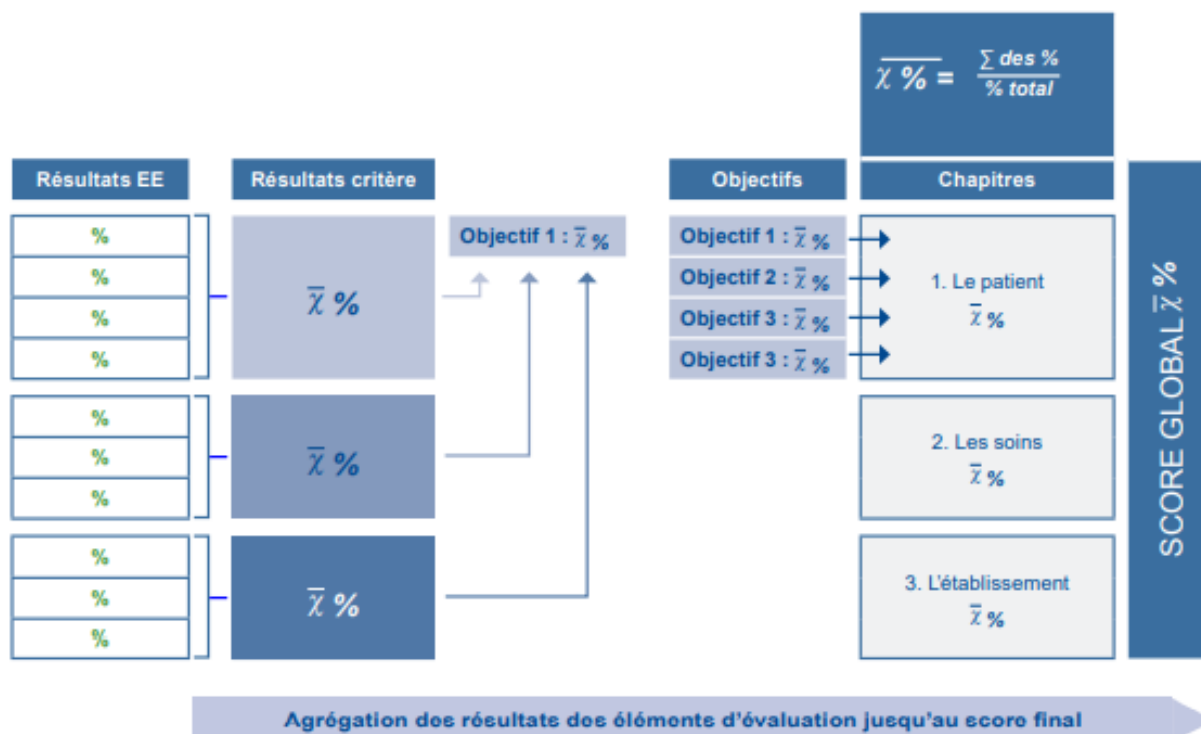 χ % = ∑ des % / % total
Résultats EE
Résultats critère
Objectifs
Chapitres
%
%
%
%
χ̄ %
Objectif 1 : χ̄ %
%
%
%
χ̄ %
%
%
%
χ̄ %
Objectif 1 : χ̄ %
Objectif 2 : χ̄ %
Objectif 3 : χ̄ %
Objectif 3 : χ̄ %
1. Le patient
χ̄ %
2. Les soins
χ̄ %
3. L'établissement
χ̄ %
SCORE GLOBAL χ̄ %
Agrégation des résultats des éléments d'évaluation jusqu'au score final